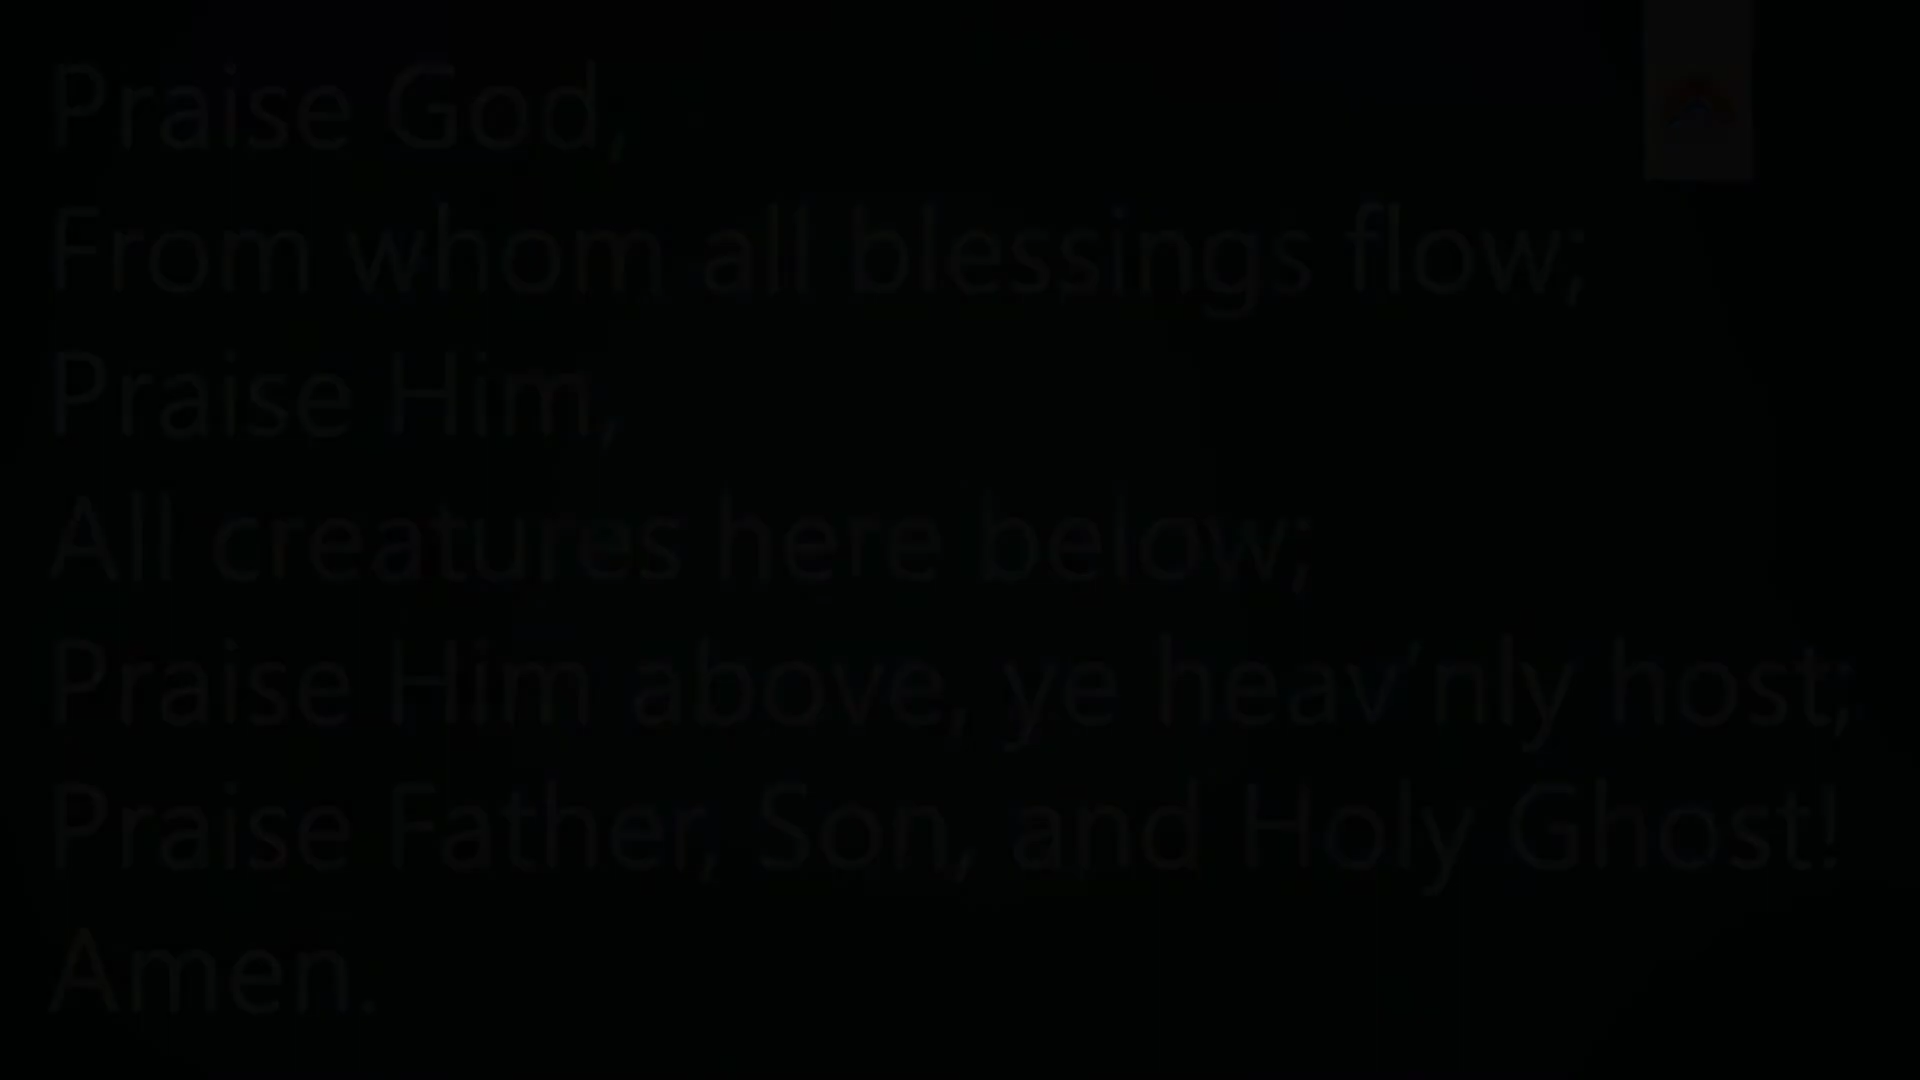 Praise God,
From whom all blessings flow;
Praise Him,
All creatures here below;
Praise Him above, ye heav'nly host;
Praise Father, Son, and Holy Ghost!
Amen.